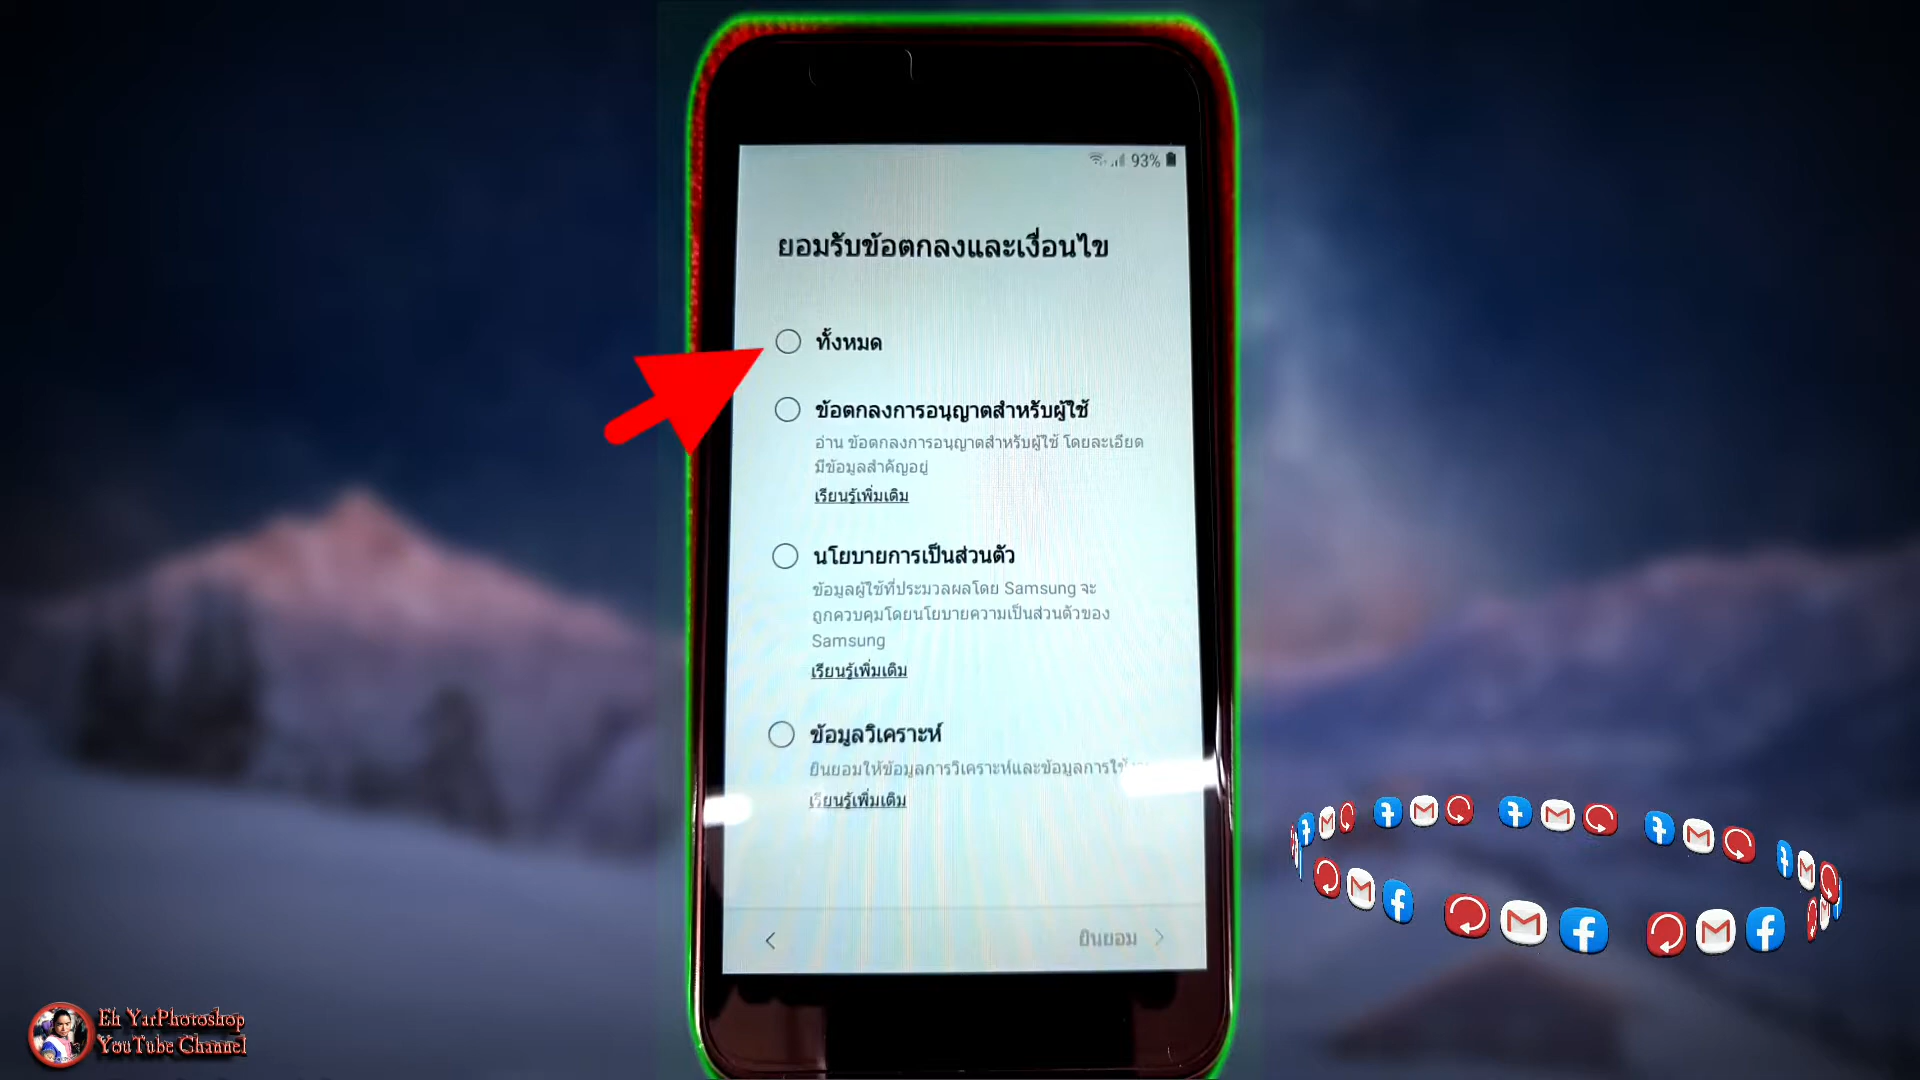 93%
ยอมรับข้อตกลงและเงื่อนไข
ทั้งหมด
ข้อตกลงการอนุญาตสำหรับผู้ใช้
อ่าน ข้อตกลงการอนุญาตสำหรับผู้ใช้ โดยละเอียด
มีข้อมูลสำคัญอยู่
เรียนรู้เพิ่มเติม
นโยบายการเป็นส่วนตัว
ข้อมูลผู้ใช้ที่ประมวลผลโดย Samsung จะ
ถูกควบคุมโดยนโยบายความเป็นส่วนตัวของ
Samsung
เรียนรู้เพิ่มเติม
ข้อมูลวิเคราะห์
ยินยอมให้ข้อมูลการวิเคราะห์และข้อมูลการ
เรียนรู้เพิ่มเติม
ยินยอม
Eh YarPhotoshop
YouTube Channel